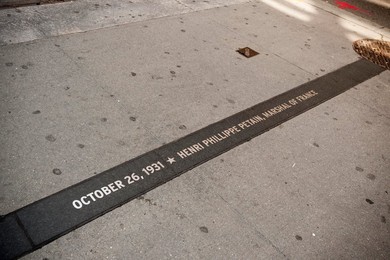 OCTOBER 26, 1931 ★ HENRI PHILLIPPE PETAIN, MARSHAL OF FRANCE